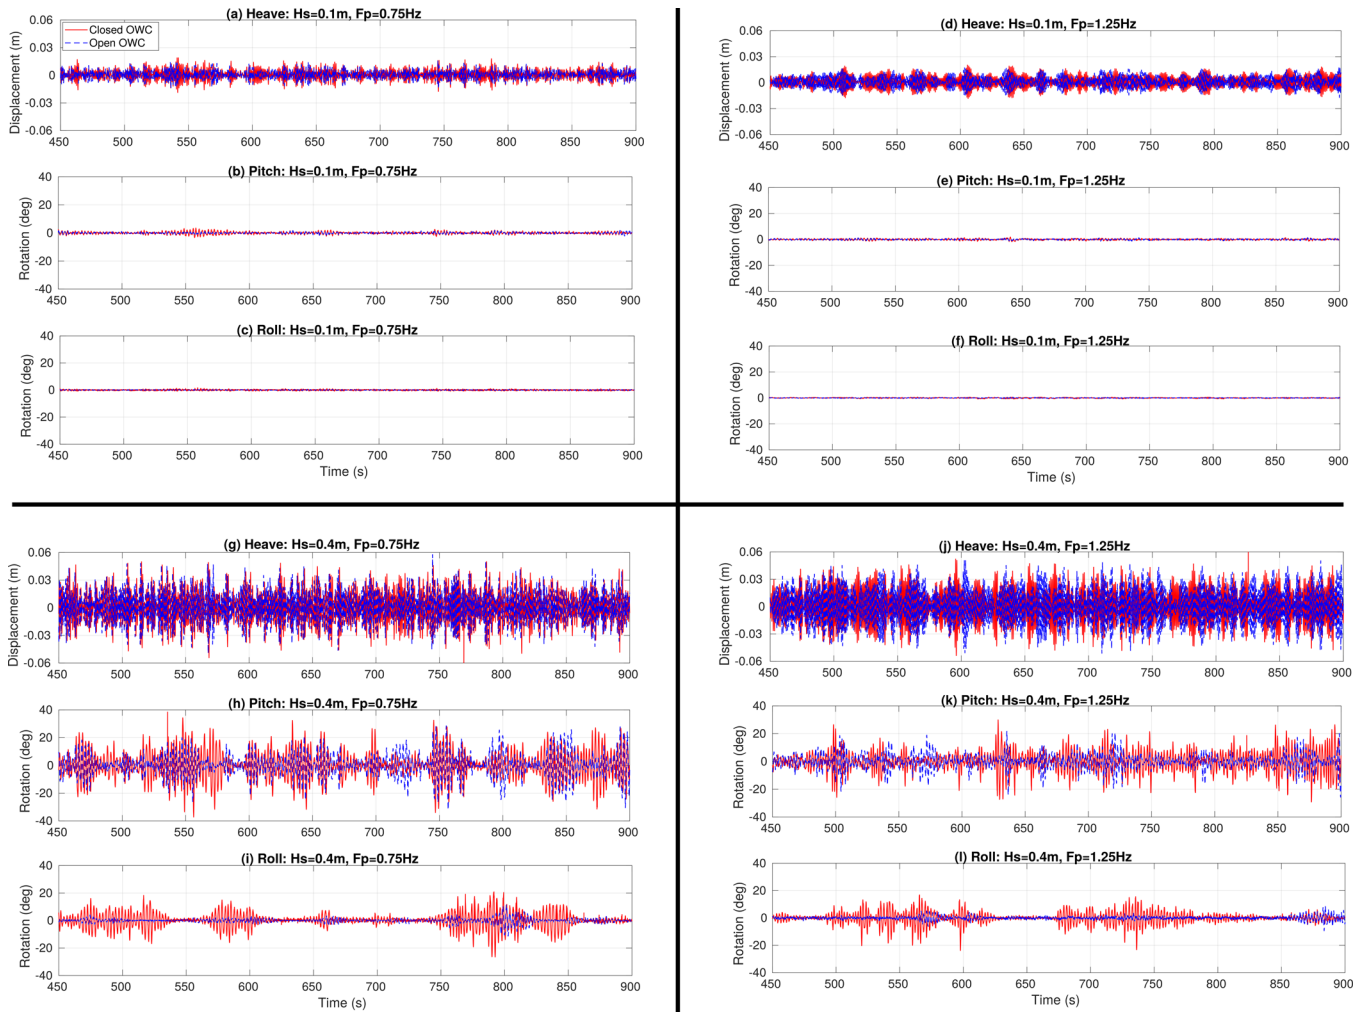 (a) Heave: Hs=0.1m, Fp=0.75Hz
Displacement (m)
0.06
0.03
0
-0.03
-0.06
Closed OWC
Open OWC
450 500 550 600 650 700 750 800 850 900
(b) Pitch: Hs=0.1m, Fp=0.75Hz
Rotation (deg)
40
20
0
-20
-40
450 500 550 600 650 700 750 800 850 900
(c) Roll: Hs=0.1m, Fp=0.75Hz
Rotation (deg)
40
20
0
-20
-40
450 500 550 600 650 700 750 800 850 900
Time (s)
(d) Heave: Hs=0.1m, Fp=1.25Hz
Displacement (m)
0.06
0.03
0
-0.03
-0.06
450 500 550 600 650 700 750 800 850 900
(e) Pitch: Hs=0.1m, Fp=1.25Hz
Rotation (deg)
40
20
0
-20
-40
450 500 550 600 650 700 750 800 850 900
(f) Roll: Hs=0.1m, Fp=1.25Hz
Rotation (deg)
40
20
0
-20
-40
450 500 550 600 650 700 750 800 850 900
Time (s)
(g) Heave: Hs=0.4m, Fp=0.75Hz
Displacement (m)
0.06
0.03
0
-0.03
-0.06
450 500 550 600 650 700 750 800 850 900
(h) Pitch: Hs=0.4m, Fp=0.75Hz
Rotation (deg)
40
20
0
-20
-40
450 500 550 600 650 700 750 800 850 900
(i) Roll: Hs=0.4m, Fp=0.75Hz
Rotation (deg)
40
20
0
-20
-40
450 500 550 600 650 700 750 800 850 900
Time (s)
(j) Heave: Hs=0.4m, Fp=1.25Hz
Displacement (m)
0.06
0.03
0
-0.03
-0.06
450 500 550 600 650 700 750 800 850 900
(k) Pitch: Hs=0.4m, Fp=1.25Hz
Rotation (deg)
40
20
0
-20
-40
450 500 550 600 650 700 750 800 850 900
(l) Roll: Hs=0.4m, Fp=1.25Hz
Rotation (deg)
40
20
0
-20
-40
450 500 550 600 650 700 750 800 850 900
Time (s)